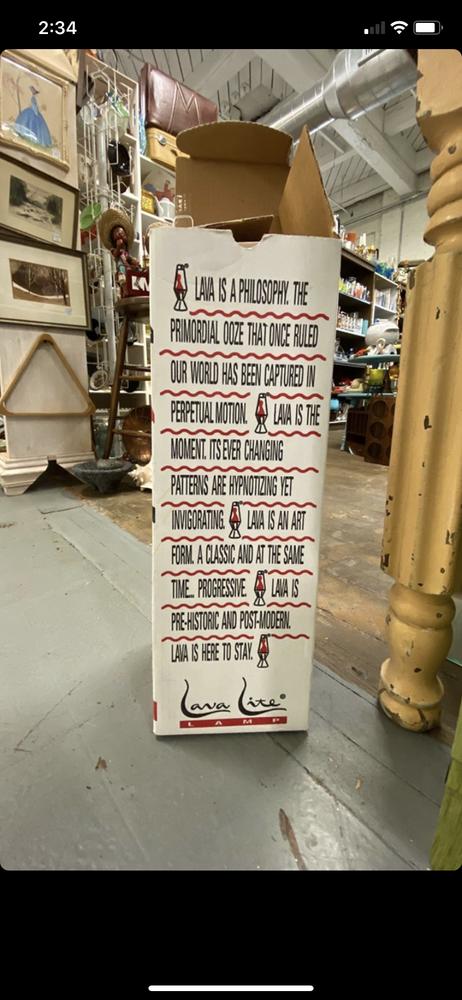 2:34
LAVA IS A PHILOSOPHY. THE
PRIMORDIAL OOZE THAT ONCE RULED
OUR WORLD HAS BEEN CAPTURED IN
PERPETUAL MOTION. LAVA IS THE
MOMENT. ITS EVER CHANGING
PATTERNS ARE HYPNOTIZING YET
INVIGORATING. LAVA IS AN ART
FORM. A CLASSIC AND AT THE SAME
TIME... PROGRESSIVE. LAVA IS
PRE-HISTORIC AND POST-MODERN.
LAVA IS HERE TO STAY.
Lava Lite®
LAMP